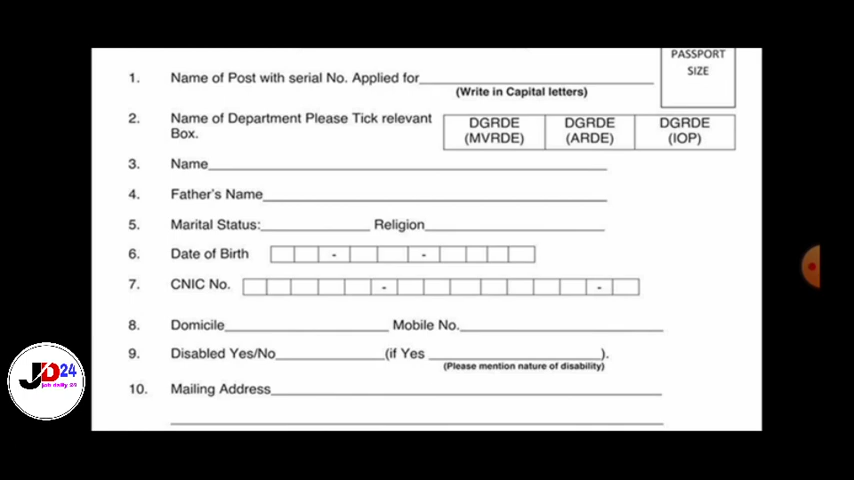 PASSPORT
SIZE
1. Name of Post with serial No. Applied for
(Write in Capital letters)
2. Name of Department Please Tick relevant Box.
DGRDE (MVRDE) DGRDE (ARDE) DGRDE (IOP)
3. Name
4. Father's Name
5. Marital Status: Religion
6. Date of Birth - -
7. CNIC No. - -
8. Domicile Mobile No.
9. Disabled Yes/No (if Yes ).
(Please mention nature of disability)
10. Mailing Address
JD24
job daily 24